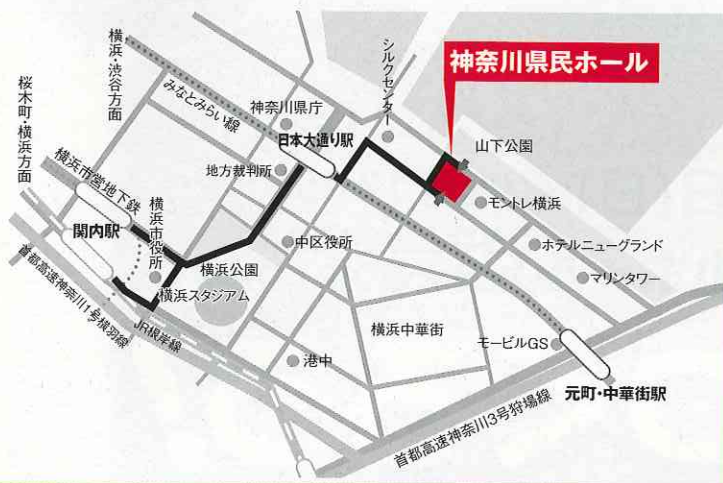 神奈川県民ホール
横浜・渋谷方面
桜木町・横浜方面
みなとみらい線
シルクセンター
神奈川県庁
日本大通り駅
山下公園
地方裁判所
横浜市営地下鉄
モントレ横浜
関内駅
横浜市役所
中区役所
ホテルニューグランド
横浜公園
マリンタワー
横浜スタジアム
首都高速神奈川1号横羽線
JR根岸線
横浜中華街
モービルGS
港中
元町・中華街駅
首都高速神奈川3号狩場線